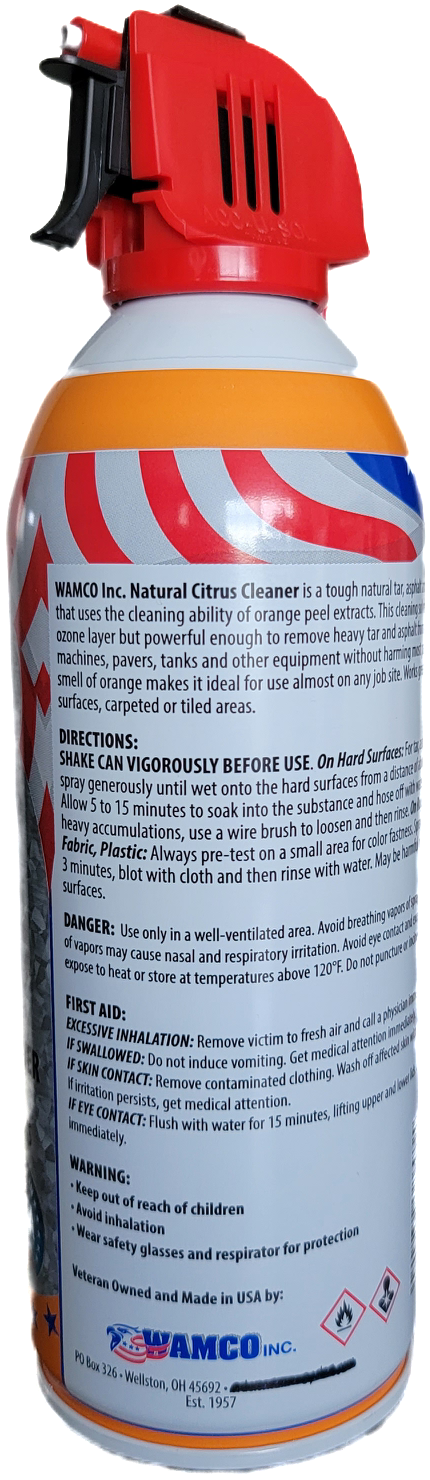 ACC-U-SOL
WAMCO Inc. Natural Citrus Cleaner is a tough natural tar, asphalt
that uses the cleaning ability of orange peel extracts. This cleaning
ozone layer but powerful enough to remove heavy tar and asphalt from
machines, pavers, tanks and other equipment without harming most
smell of orange makes it ideal for use almost on any job site. Works
surfaces, carpeted or tiled areas.
DIRECTIONS:
SHAKE CAN VIGOROUSLY BEFORE USE. On Hard Surfaces: For tar,
spray generously until wet onto the hard surfaces from a distance of
Allow 5 to 15 minutes to soak into the substance and hose off with
heavy accumulations, use a wire brush to loosen and then rinse. On
Fabric, Plastic: Always pre-test on a small area for color fastness.
3 minutes, blot with cloth and then rinse with water. May be harmful
surfaces.
DANGER: Use only in a well-ventilated area. Avoid breathing vapors of
of vapors may cause nasal and respiratory irritation. Avoid eye contact and
expose to heat or store at temperatures above 120°F. Do not puncture or
FIRST AID:
EXCESSIVE INHALATION: Remove victim to fresh air and call a physician
IF SWALLOWED: Do not induce vomiting. Get medical attention immediately.
IF SKIN CONTACT: Remove contaminated clothing. Wash off affected skin
If irritation persists, get medical attention.
IF EYE CONTACT: Flush with water for 15 minutes, lifting upper and lower
immediately.
WARNING:
• Keep out of reach of children
• Avoid inhalation
• Wear safety glasses and respirator for protection
Veteran Owned and Made in USA by:
WAMCO INC.
PO Box 326 • Wellston, OH 45692 •
Est. 1957